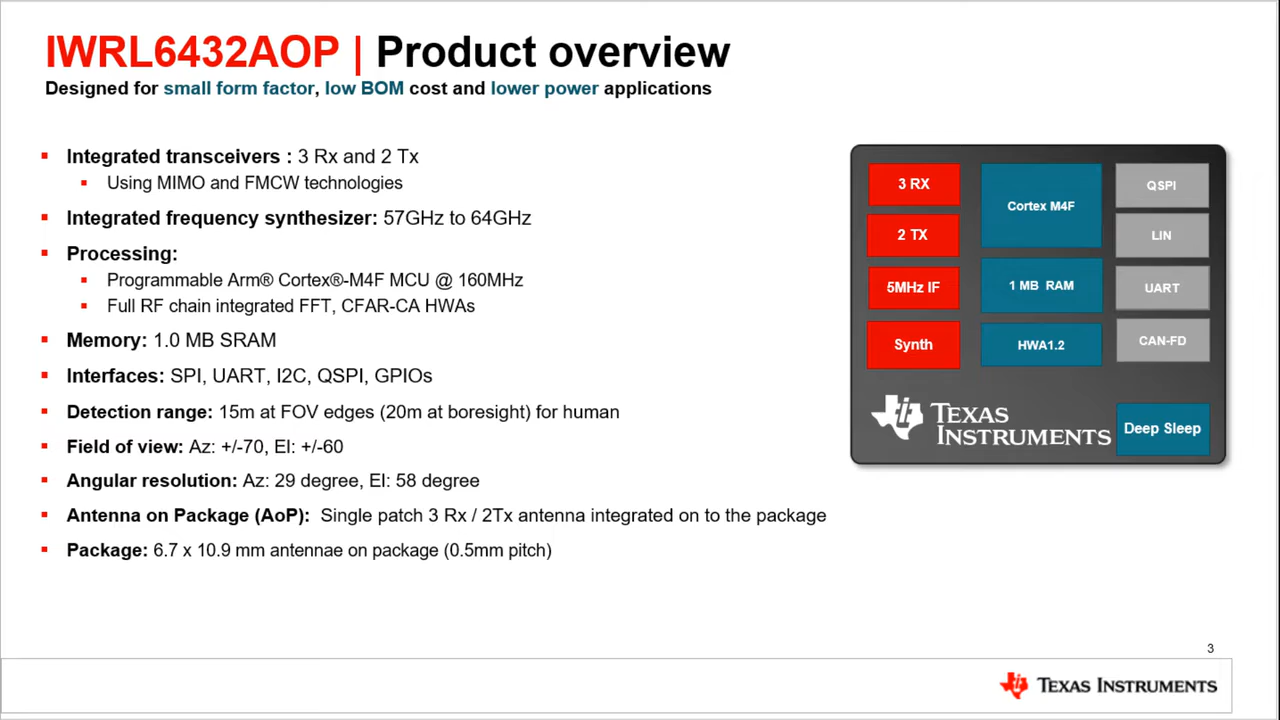 IWRL6432AOP | Product overview
Designed for small form factor, low BOM cost and lower power applications
Integrated transceivers : 3 Rx and 2 Tx
Using MIMO and FMCW technologies
Integrated frequency synthesizer: 57GHz to 64GHz
Processing:
Programmable Arm® Cortex®-M4F MCU @ 160MHz
Full RF chain integrated FFT, CFAR-CA HWAs
Memory: 1.0 MB SRAM
Interfaces: SPI, UART, I2C, QSPI, GPIOs
Detection range: 15m at FOV edges (20m at boresight) for human
Field of view: Az: +/-70, El: +/-60
Angular resolution: Az: 29 degree, El: 58 degree
Antenna on Package (AoP): Single patch 3 Rx / 2Tx antenna integrated on to the package
Package: 6.7 x 10.9 mm antennae on package (0.5mm pitch)
3 RX
2 TX
5MHz IF
Synth
Cortex M4F
1 MB RAM
HWA1.2
QSPI
LIN
UART
CAN-FD
TEXAS
INSTRUMENTS
Deep Sleep
3
TEXAS INSTRUMENTS